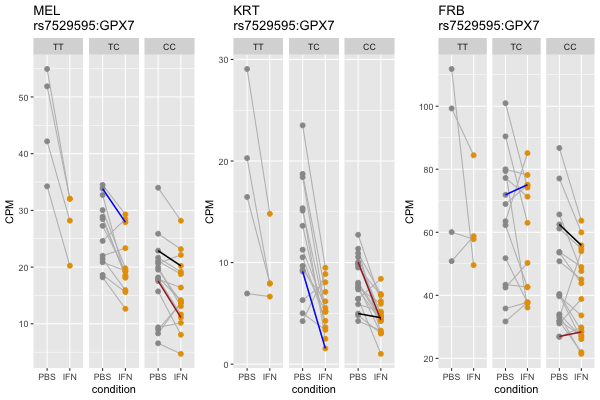 MEL
rs7529595:GPX7
TT TC CC
50
40
30
20
10
CPM
PBS IFN PBS IFN PBS IFN
condition
KRT
rs7529595:GPX7
TT TC CC
30
20
10
0
CPM
PBS IFN PBS IFN PBS IFN
condition
FRB
rs7529595:GPX7
TT TC CC
100
80
60
40
20
CPM
PBS IFN PBS IFN PBS IFN
condition